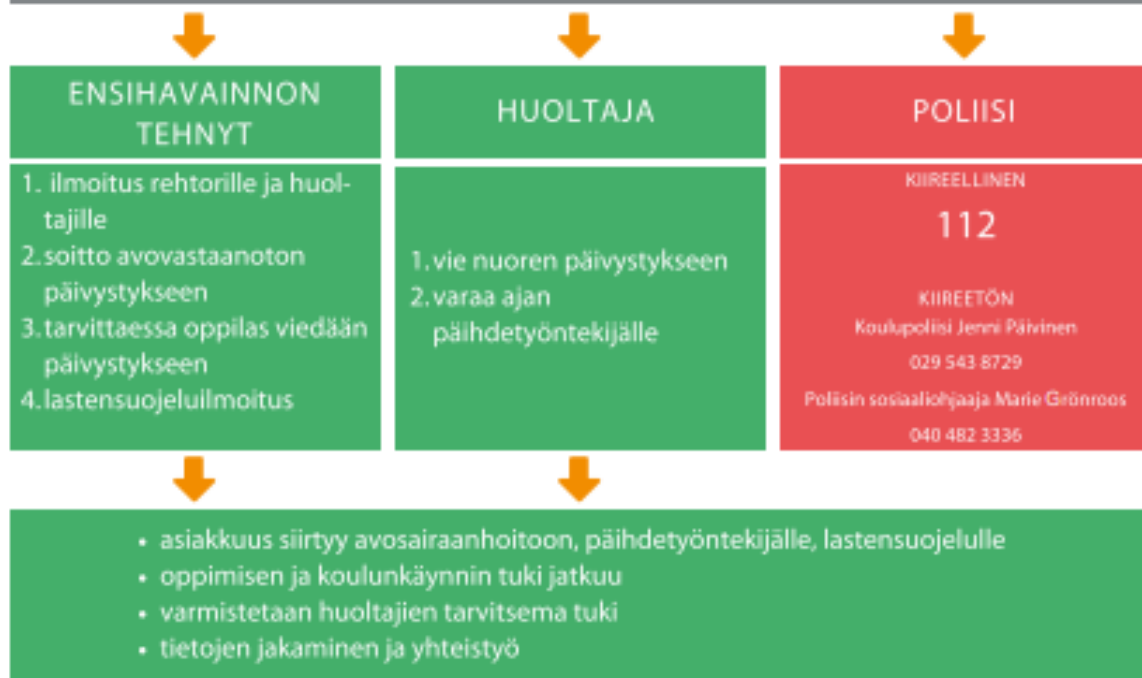 ENSIHAVAINNON
TEHNYT
1. ilmoitus rehtorille ja huol-
tajille
2. soitto avovastaanoton
päivystykseen
3. tarvittaessa oppilas viedään
päivystykseen
4. lastensuojeluilmoitus
HUOLTAJA
1. vie nuoren päivystykseen
2. varaa ajan
päihdetyöntekijälle
POLIISI
KIIREELLINEN
112
KIIREETÖN
Koulupoliisi Jenni Päivinen
029 543 8729
Poliisin sosiaaliohjaaja Marie Grönroos
040 482 3336
• asiakkuus siirtyy avosairaanhoitoon, päihdetyöntekijälle, lastensuojelulle
• oppimisen ja koulunkäynnin tuki jatkuu
• varmistetaan huoltajien tarvitsema tuki
• tietojen jakaminen ja yhteistyö